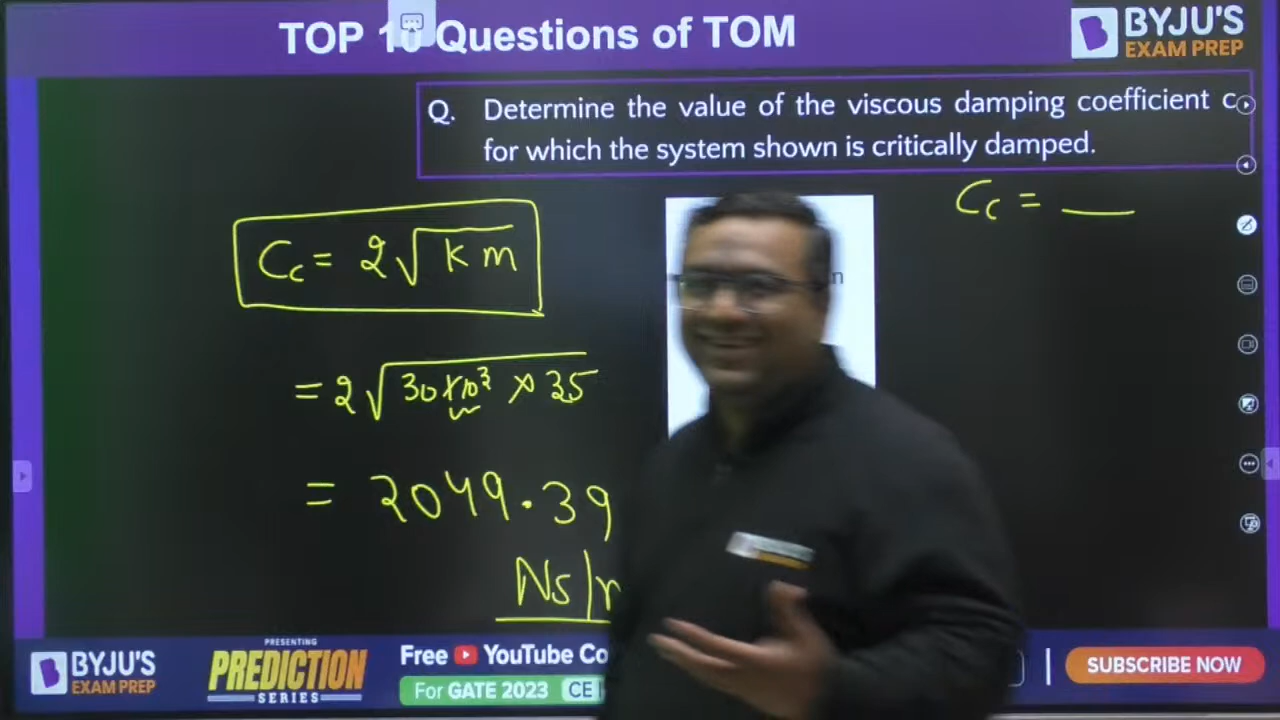 TOP 10 Questions of TOM
BYJU'S
EXAM PREP
Q. Determine the value of the viscous damping coefficient c
for which the system shown is critically damped.
Cc = __
Cc = 2√km
n
= 2√30×10³ × 35
= 2049.39
Ns/
BYJU'S
EXAM PREP
PRESENTING
PREDICTION
SERIES
Free YouTube Co
For GATE 2023 CE
SUBSCRIBE NOW